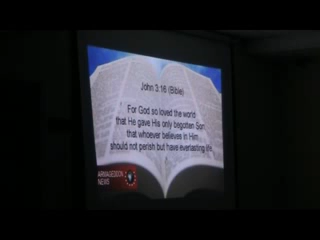 John 3:16 (Bible)
For God so loved the world
that He gave His only begotten Son
that whoever believes in Him
should not perish but have everlasting life
ARMAGEDDON
NEWS